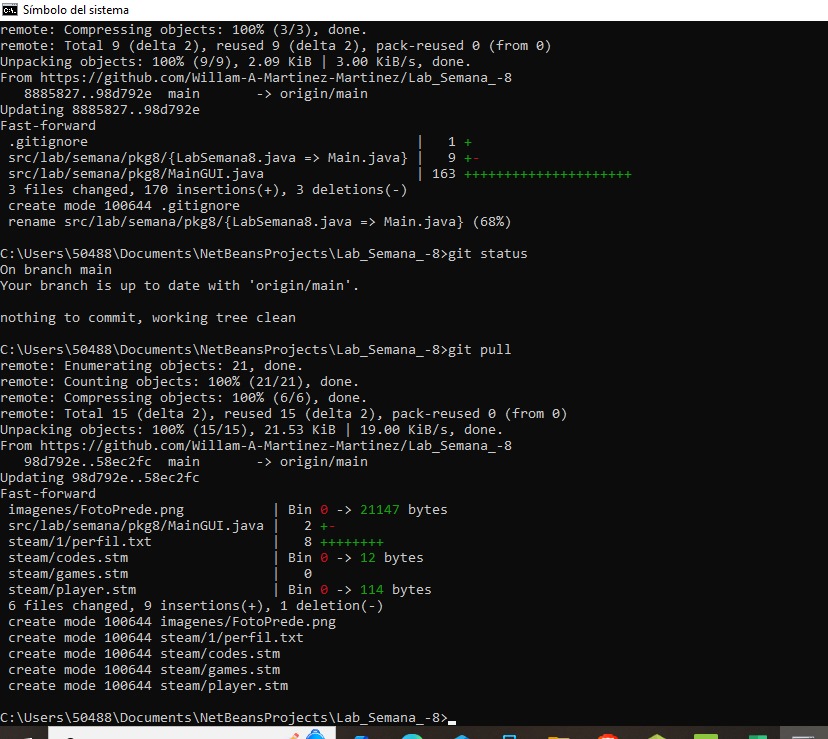 Símbolo del sistema
remote: Compressing objects: 100% (3/3), done.
remote: Total 9 (delta 2), reused 9 (delta 2), pack-reused 0 (from 0)
Unpacking objects: 100% (9/9), 2.09 KiB | 3.00 KiB/s, done.
From https://github.com/Willam-A-Martinez-Martinez/Lab_Semana_-8
   8885827..98d792e  main       -> origin/main
Updating 8885827..98d792e
Fast-forward
 .gitignore                                         |   1 +
 src/lab/semana/pkg8/{LabSemana8.java => Main.java} |   9 +-
 src/lab/semana/pkg8/MainGUI.java                   | 163 +++++++++++++++++++++
 3 files changed, 170 insertions(+), 3 deletions(-)
 create mode 100644 .gitignore
 rename src/lab/semana/pkg8/{LabSemana8.java => Main.java} (68%)
C:\Users\50488\Documents\NetBeansProjects\Lab_Semana_-8>git status
On branch main
Your branch is up to date with 'origin/main'.
nothing to commit, working tree clean
C:\Users\50488\Documents\NetBeansProjects\Lab_Semana_-8>git pull
remote: Enumerating objects: 21, done.
remote: Counting objects: 100% (21/21), done.
remote: Compressing objects: 100% (6/6), done.
remote: Total 15 (delta 2), reused 15 (delta 2), pack-reused 0 (from 0)
Unpacking objects: 100% (15/15), 21.53 KiB | 19.00 KiB/s, done.
From https://github.com/Willam-A-Martinez-Martinez/Lab_Semana_-8
   98d792e..58ec2fc  main       -> origin/main
Updating 98d792e..58ec2fc
Fast-forward
 imagenes/FotoPrede.png           | Bin 0 -> 21147 bytes
 src/lab/semana/pkg8/MainGUI.java |   2 +-
 steam/1/perfil.txt               |   8 ++++++++
 steam/codes.stm                  | Bin 0 -> 12 bytes
 steam/games.stm                  |   0
 steam/player.stm                 | Bin 0 -> 114 bytes
 6 files changed, 9 insertions(+), 1 deletion(-)
 create mode 100644 imagenes/FotoPrede.png
 create mode 100644 steam/1/perfil.txt
 create mode 100644 steam/codes.stm
 create mode 100644 steam/games.stm
 create mode 100644 steam/player.stm
C:\Users\50488\Documents\NetBeansProjects\Lab_Semana_-8>